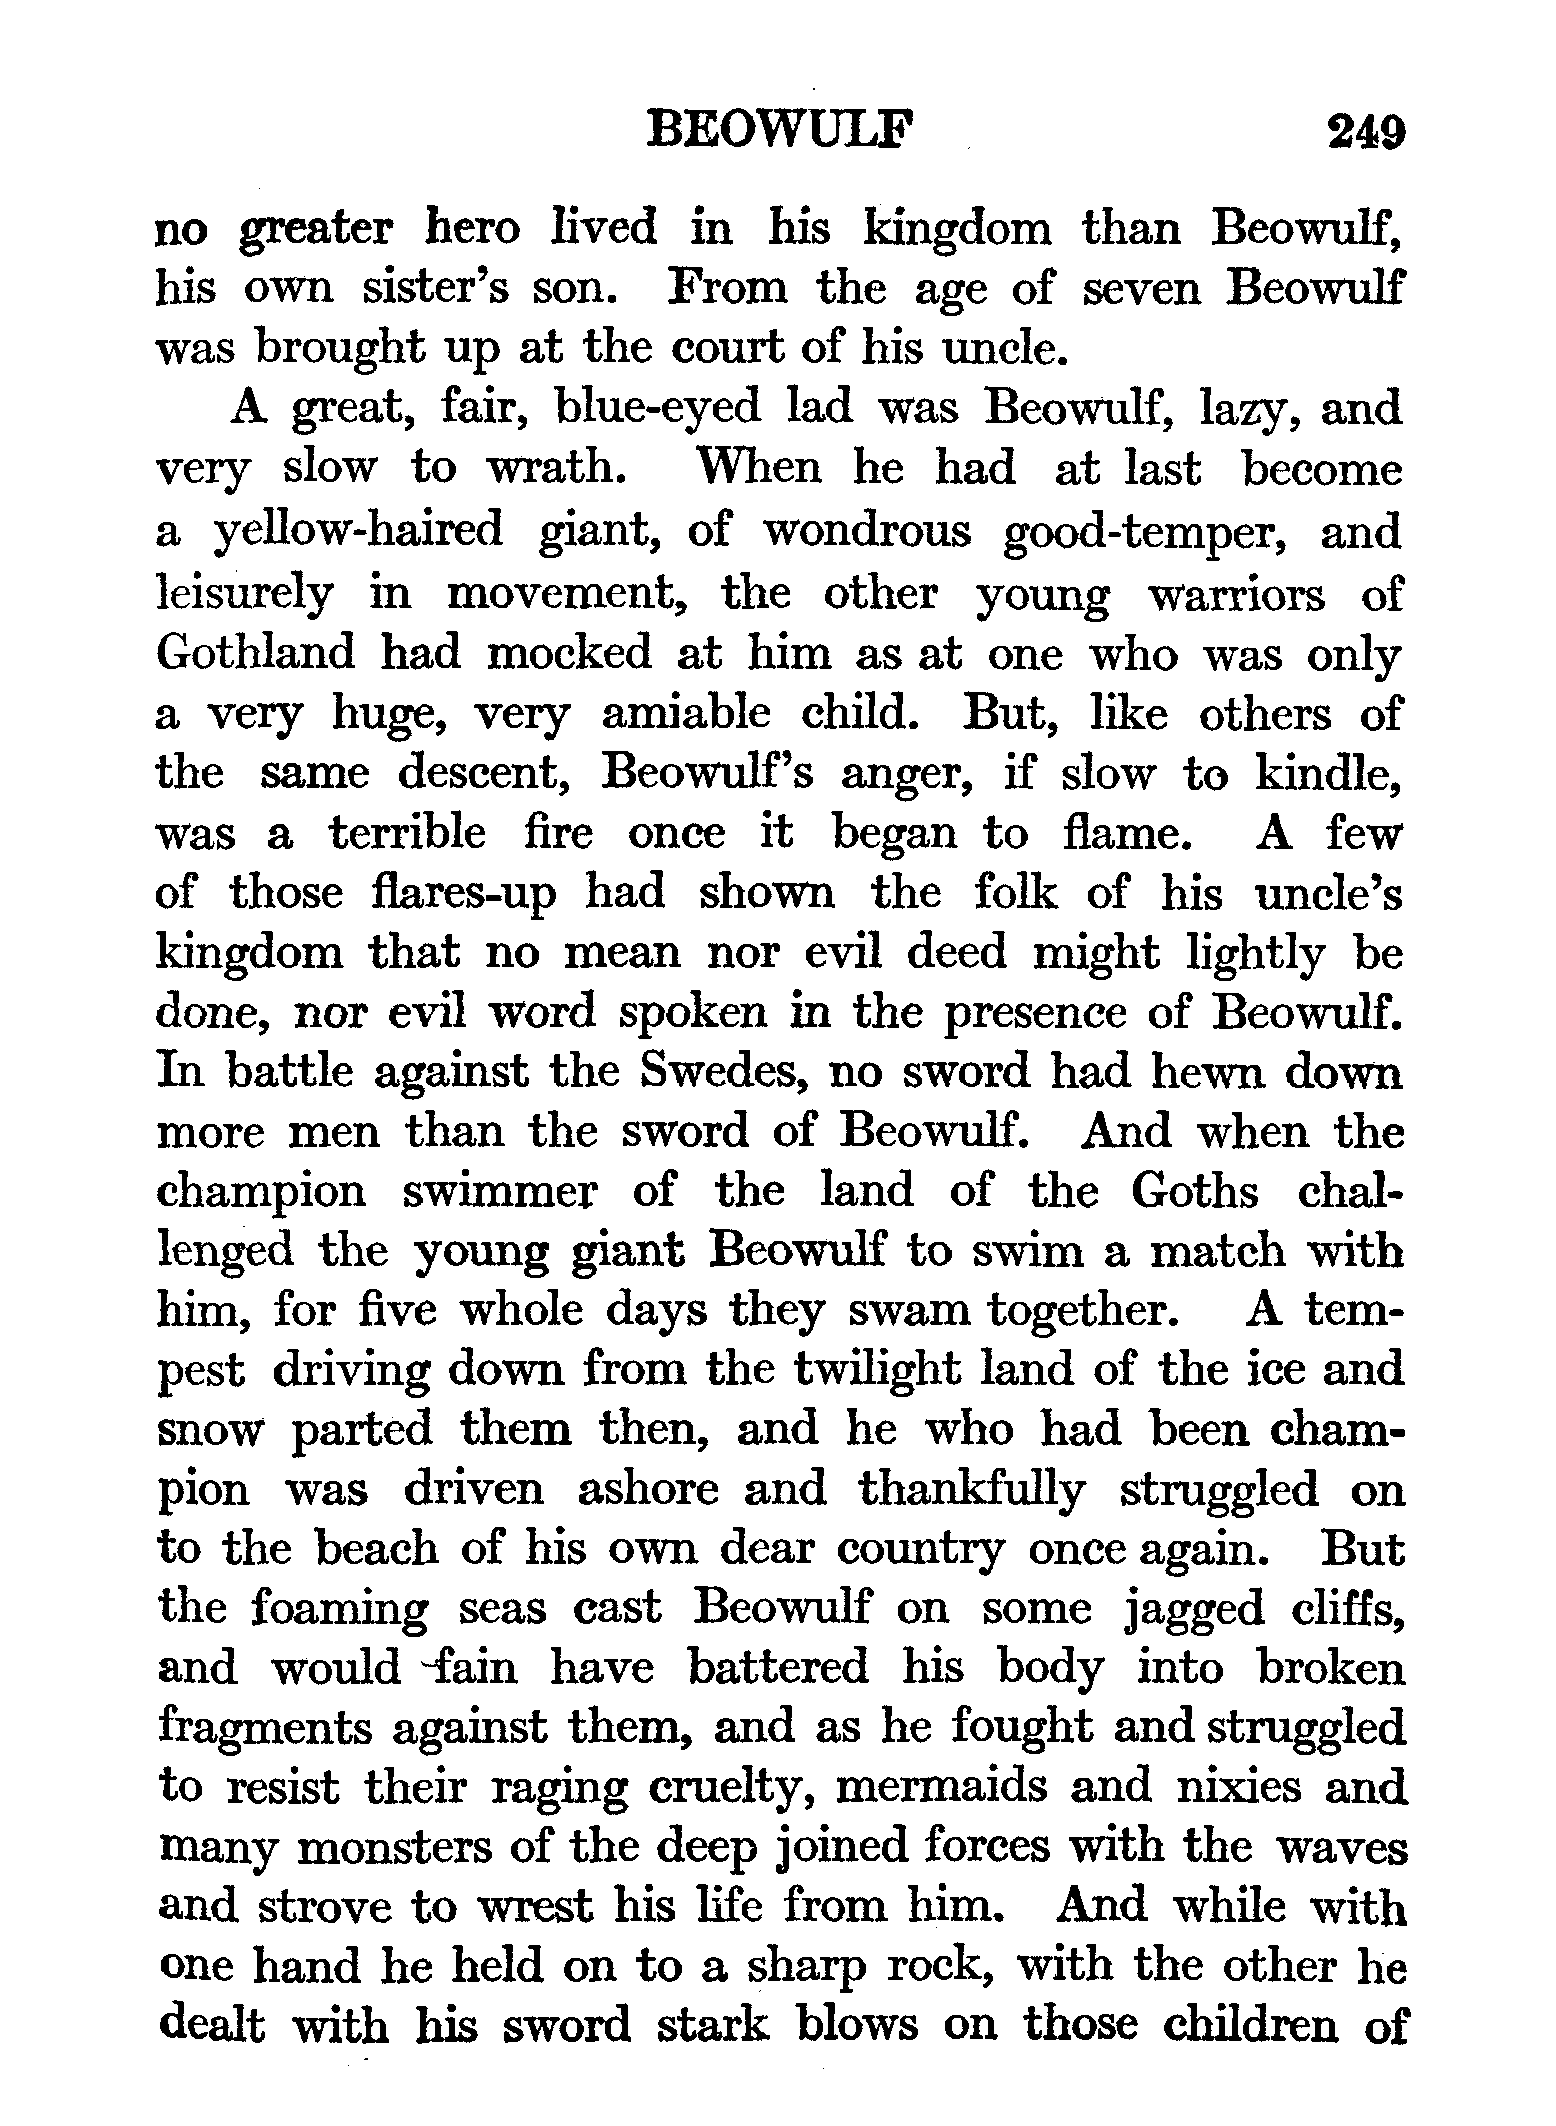 BEOWULF 249
no greater hero lived in his kingdom than Beowulf,
his own sister's son. From the age of seven Beowulf
was brought up at the court of his uncle.
A great, fair, blue-eyed lad was Beowulf, lazy, and
very slow to wrath. When he had at last become
a yellow-haired giant, of wondrous good-temper, and
leisurely in movement, the other young warriors of
Gothland had mocked at him as at one who was only
a very huge, very amiable child. But, like others of
the same descent, Beowulf's anger, if slow to kindle,
was a terrible fire once it began to flame. A few
of those flares-up had shown the folk of his uncle's
kingdom that no mean nor evil deed might lightly be
done, nor evil word spoken in the presence of Beowulf.
In battle against the Swedes, no sword had hewn down
more men than the sword of Beowulf. And when the
champion swimmer of the land of the Goths chal-
lenged the young giant Beowulf to swim a match with
him, for five whole days they swam together. A tem-
pest driving down from the twilight land of the ice and
snow parted them then, and he who had been cham-
pion was driven ashore and thankfully struggled on
to the beach of his own dear country once again. But
the foaming seas cast Beowulf on some jagged cliffs,
and would fain have battered his body into broken
fragments against them, and as he fought and struggled
to resist their raging cruelty, mermaids and nixies and
many monsters of the deep joined forces with the waves
and strove to wrest his life from him. And while with
one hand he held on to a sharp rock, with the other he
dealt with his sword stark blows on those children of